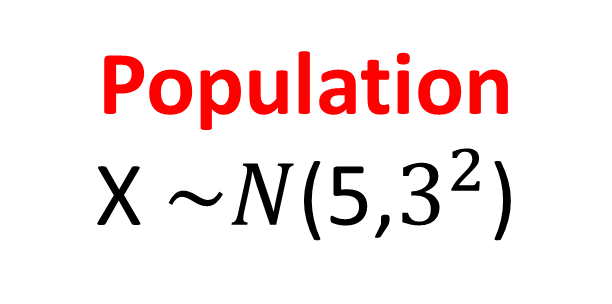 Population
X ~N(5,3²)